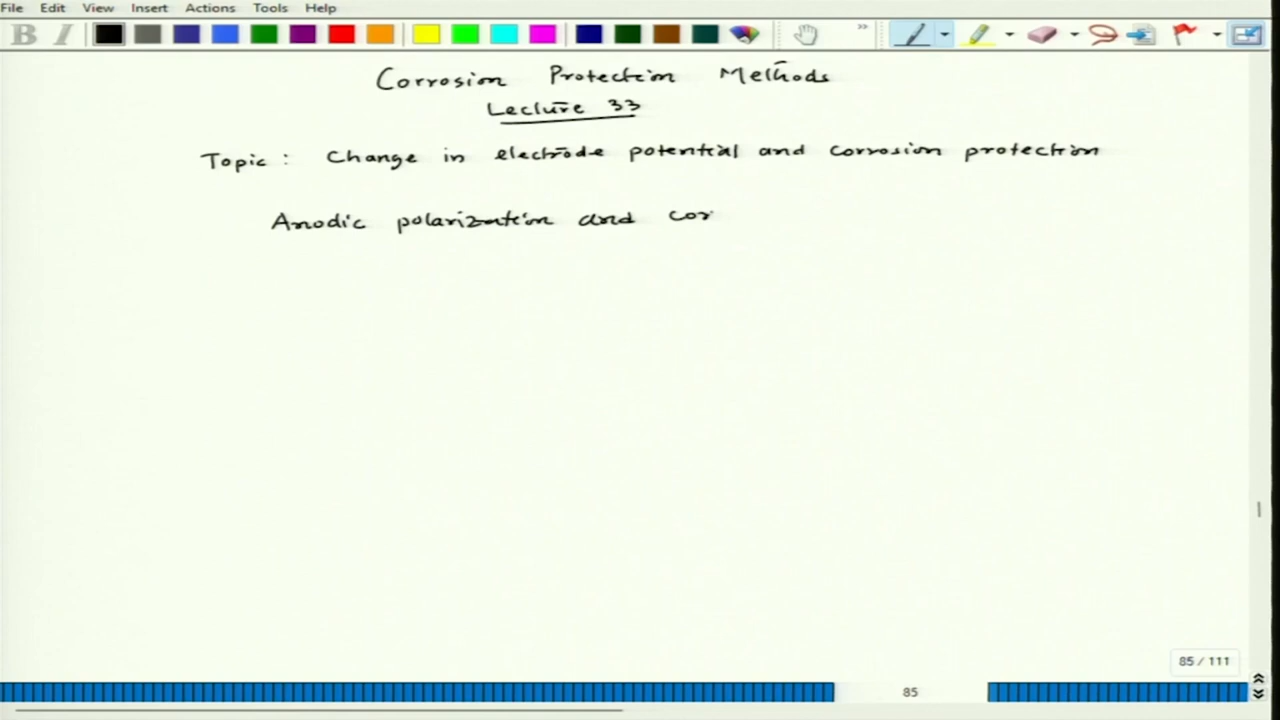 File Edit View Insert Actions Tools Help
B I
Corrosion Protection Methods
Lecture 33
Topic : Change in electrode potential and corrosion protection
Anodic polarization and cor
85 / 111
85